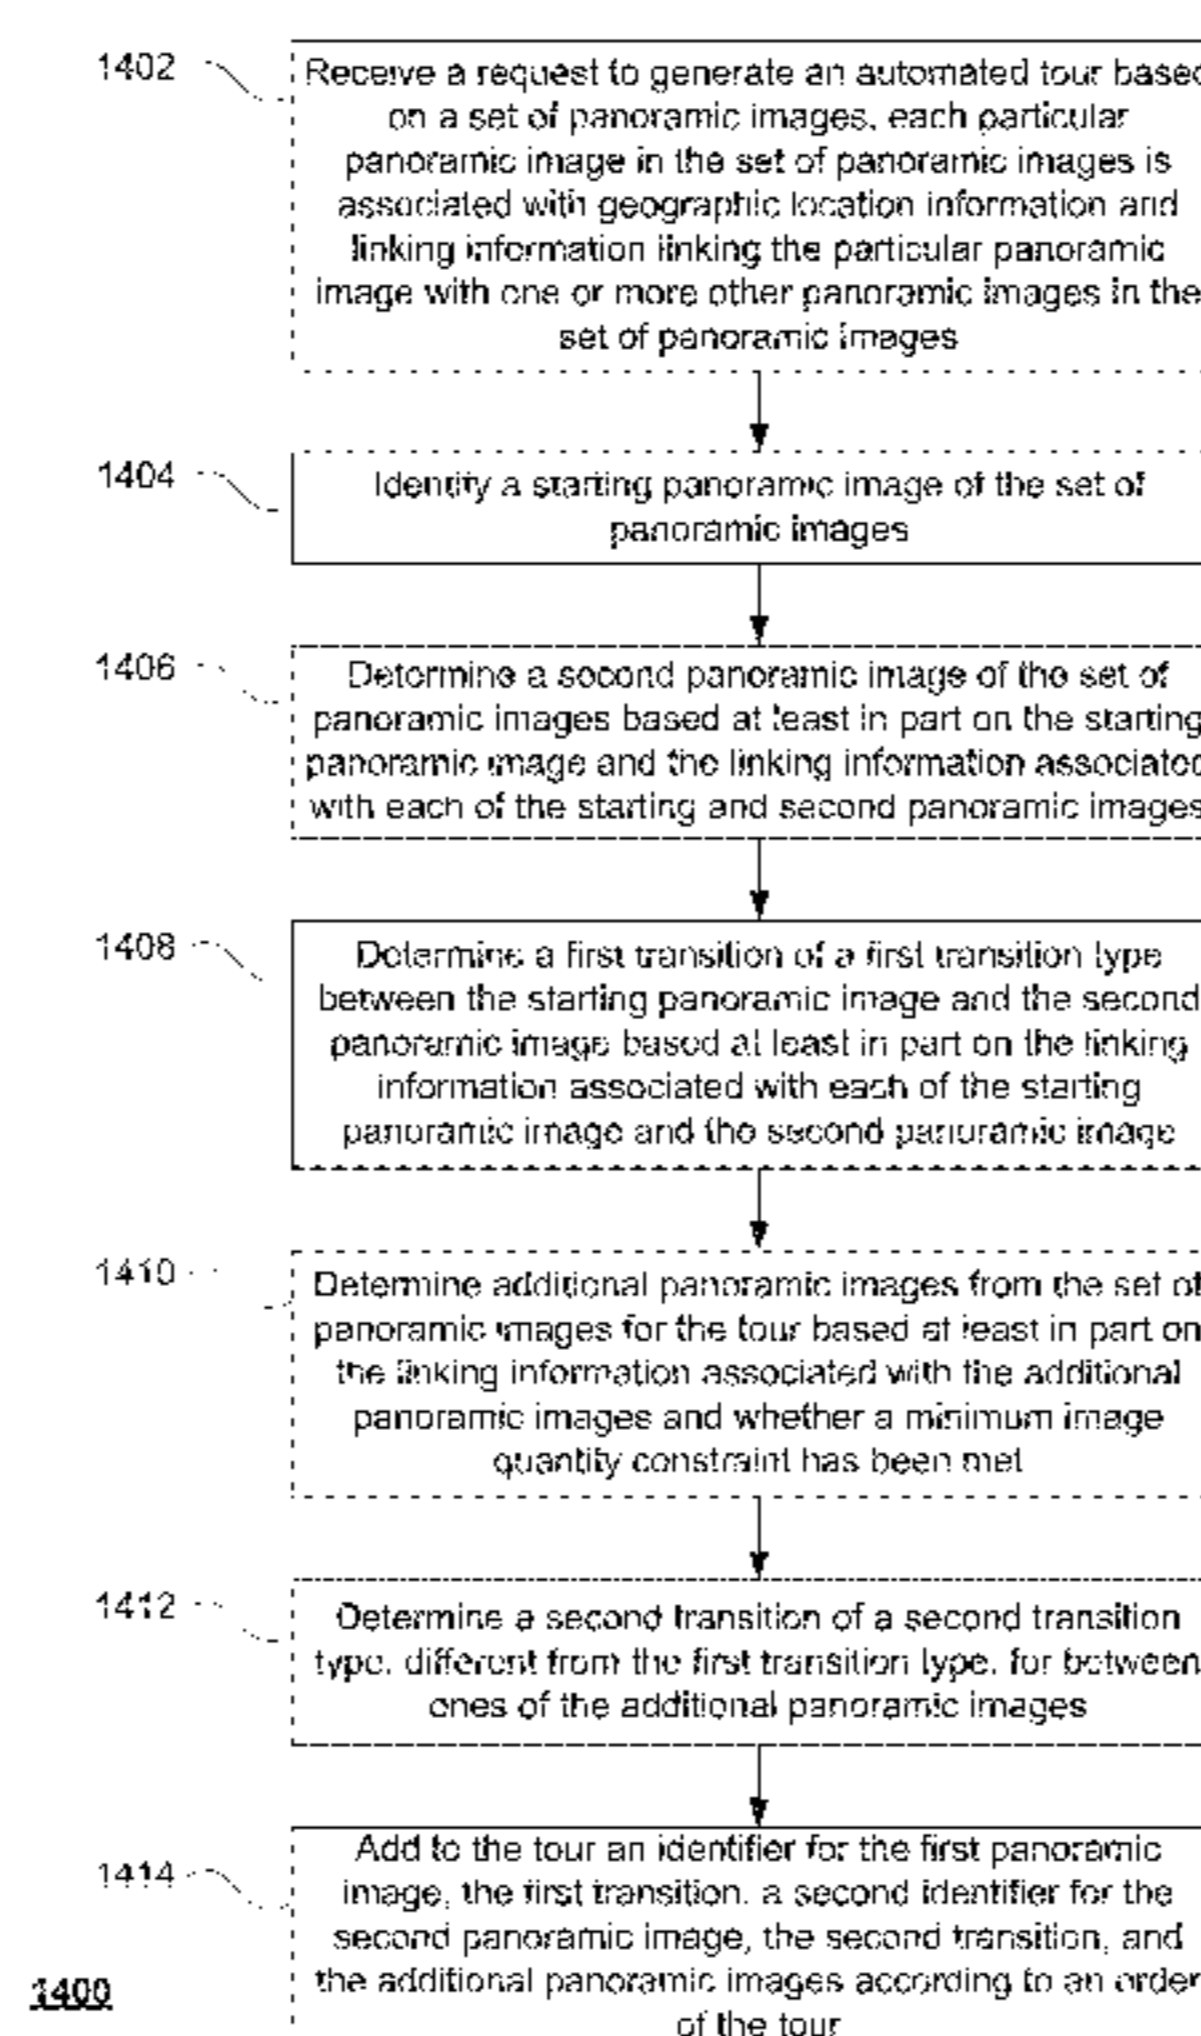 1402
Receive a request to generate an automated tour based
on a set of panoramic images, each particular
panoramic image in the set of panoramic images is
associated with geographic location information and
linking information linking the particular panoramic
image with one or more other panoramic images in the
set of panoramic images
1404
Identify a starting panoramic image of the set of
panoramic images
1406
Determine a second panoramic image of the set of
panoramic images based at least in part on the starting
panoramic image and the linking information associated
with each of the starting and second panoramic images
1408
Determine a first transition of a first transition type
between the starting panoramic image and the second
panoramic image based at least in part on the linking
information associated with each of the starting
panoramic image and the second panoramic image
1410
Determine additional panoramic images from the set of
panoramic images for the tour based at least in part on
the linking information associated with the additional
panoramic images and whether a minimum image
quantity constraint has been met
1412
Determine a second transition of a second transition
type, different from the first transition type, for between
ones of the additional panoramic images
1414
Add to the tour an identifier for the first panoramic
image, the first transition, a second identifier for the
second panoramic image, the second transition, and
the additional panoramic images according to an order
of the tour
1400